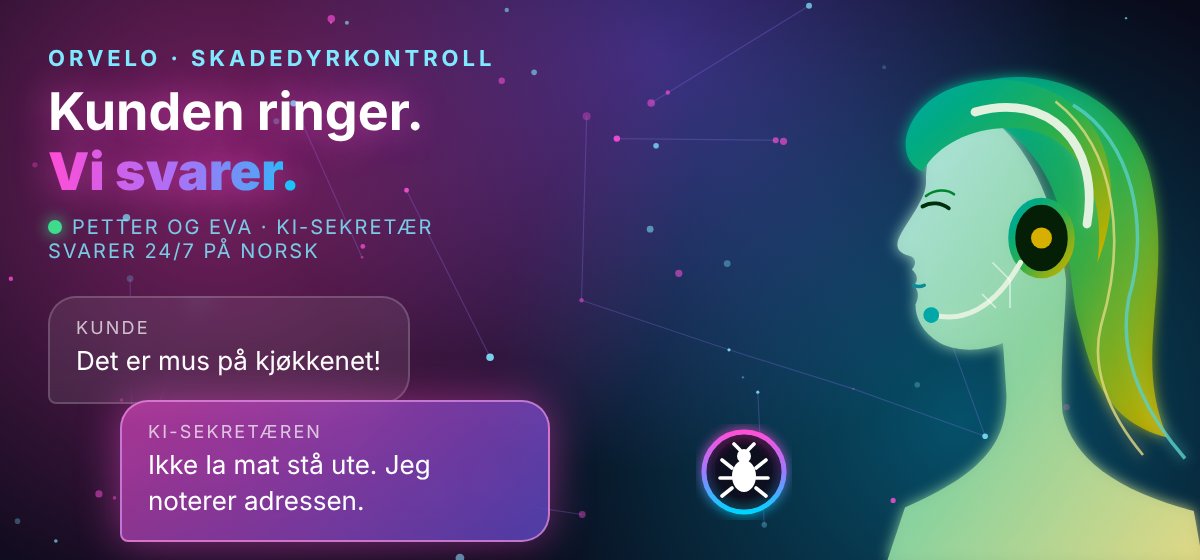 ORVELO · SKADEDYRKONTROLL
Kunden ringer.
Vi svarer.
PETTER OG EVA · KI-SEKRETÆR
SVARER 24/7 PÅ NORSK
KUNDE
Det er mus på kjøkkenet!
KI-SEKRETÆREN
Ikke la mat stå ute. Jeg
noterer adressen.